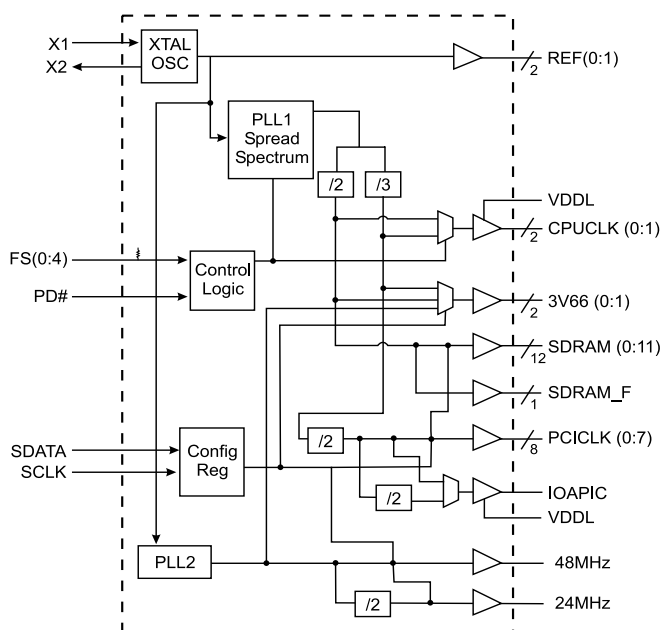 X1
X2
XTAL
OSC
REF(0:1)
2
PLL1
Spread
Spectrum
/2
/3
VDDL
CPUCLK (0:1)
2
FS(0:4)
PD#
Control
Logic
3V66 (0:1)
2
SDRAM (0:11)
12
SDRAM_F
1
/2
PCICLK (0:7)
8
SDATA
SCLK
Config
Reg
/2
IOAPIC
VDDL
PLL2
48MHz
/2
24MHz